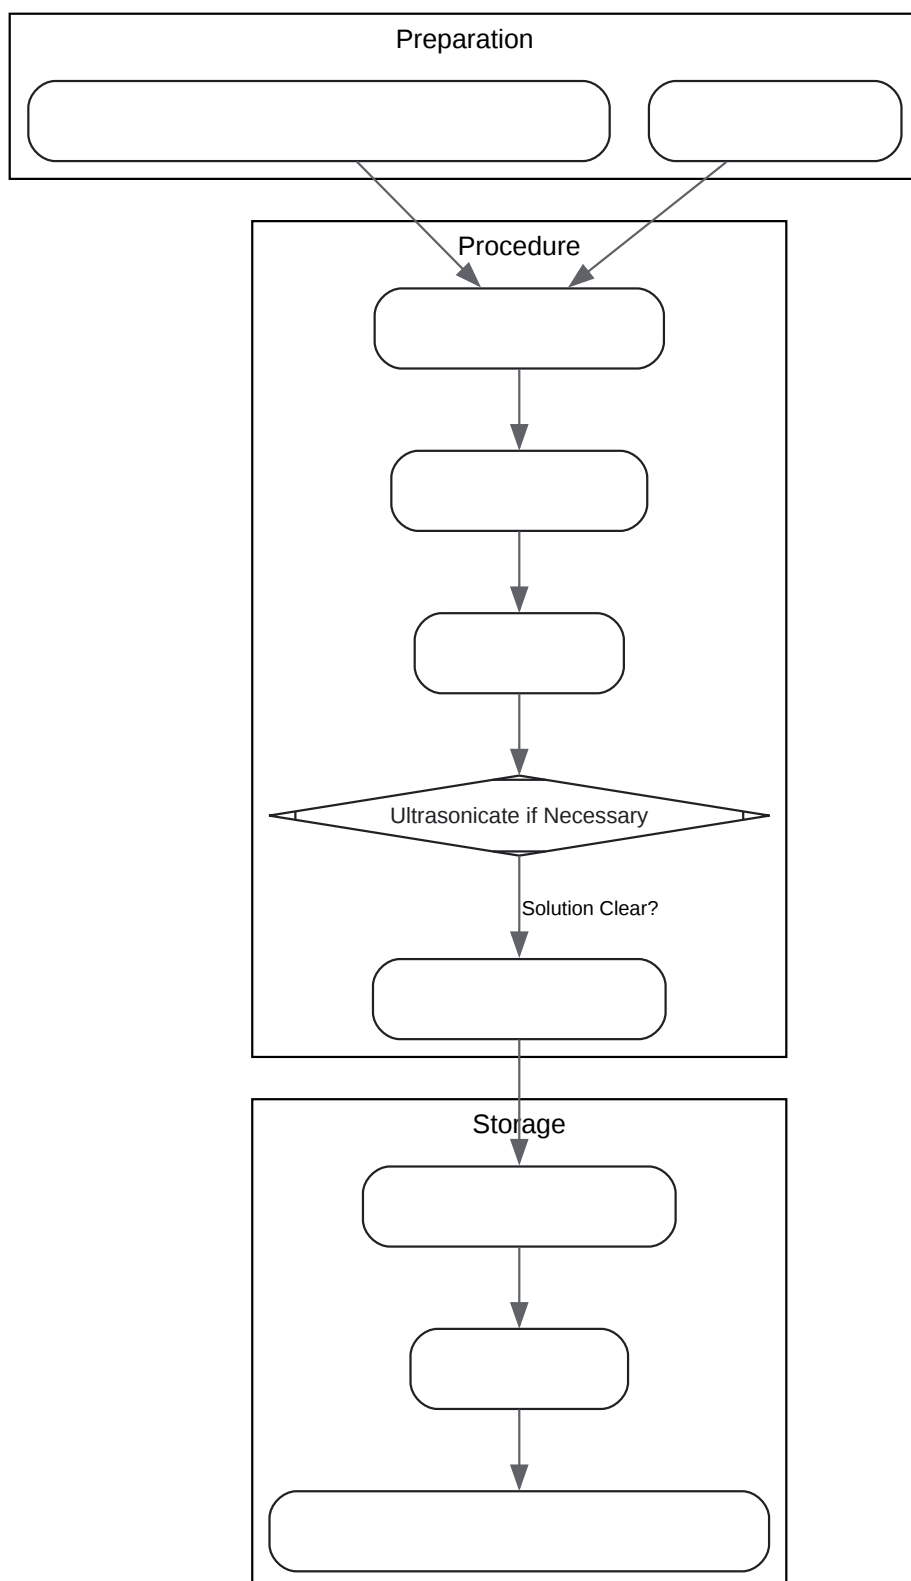 Preparation
Procedure
Ultrasonicate if Necessary
Solution Clear?
Storage